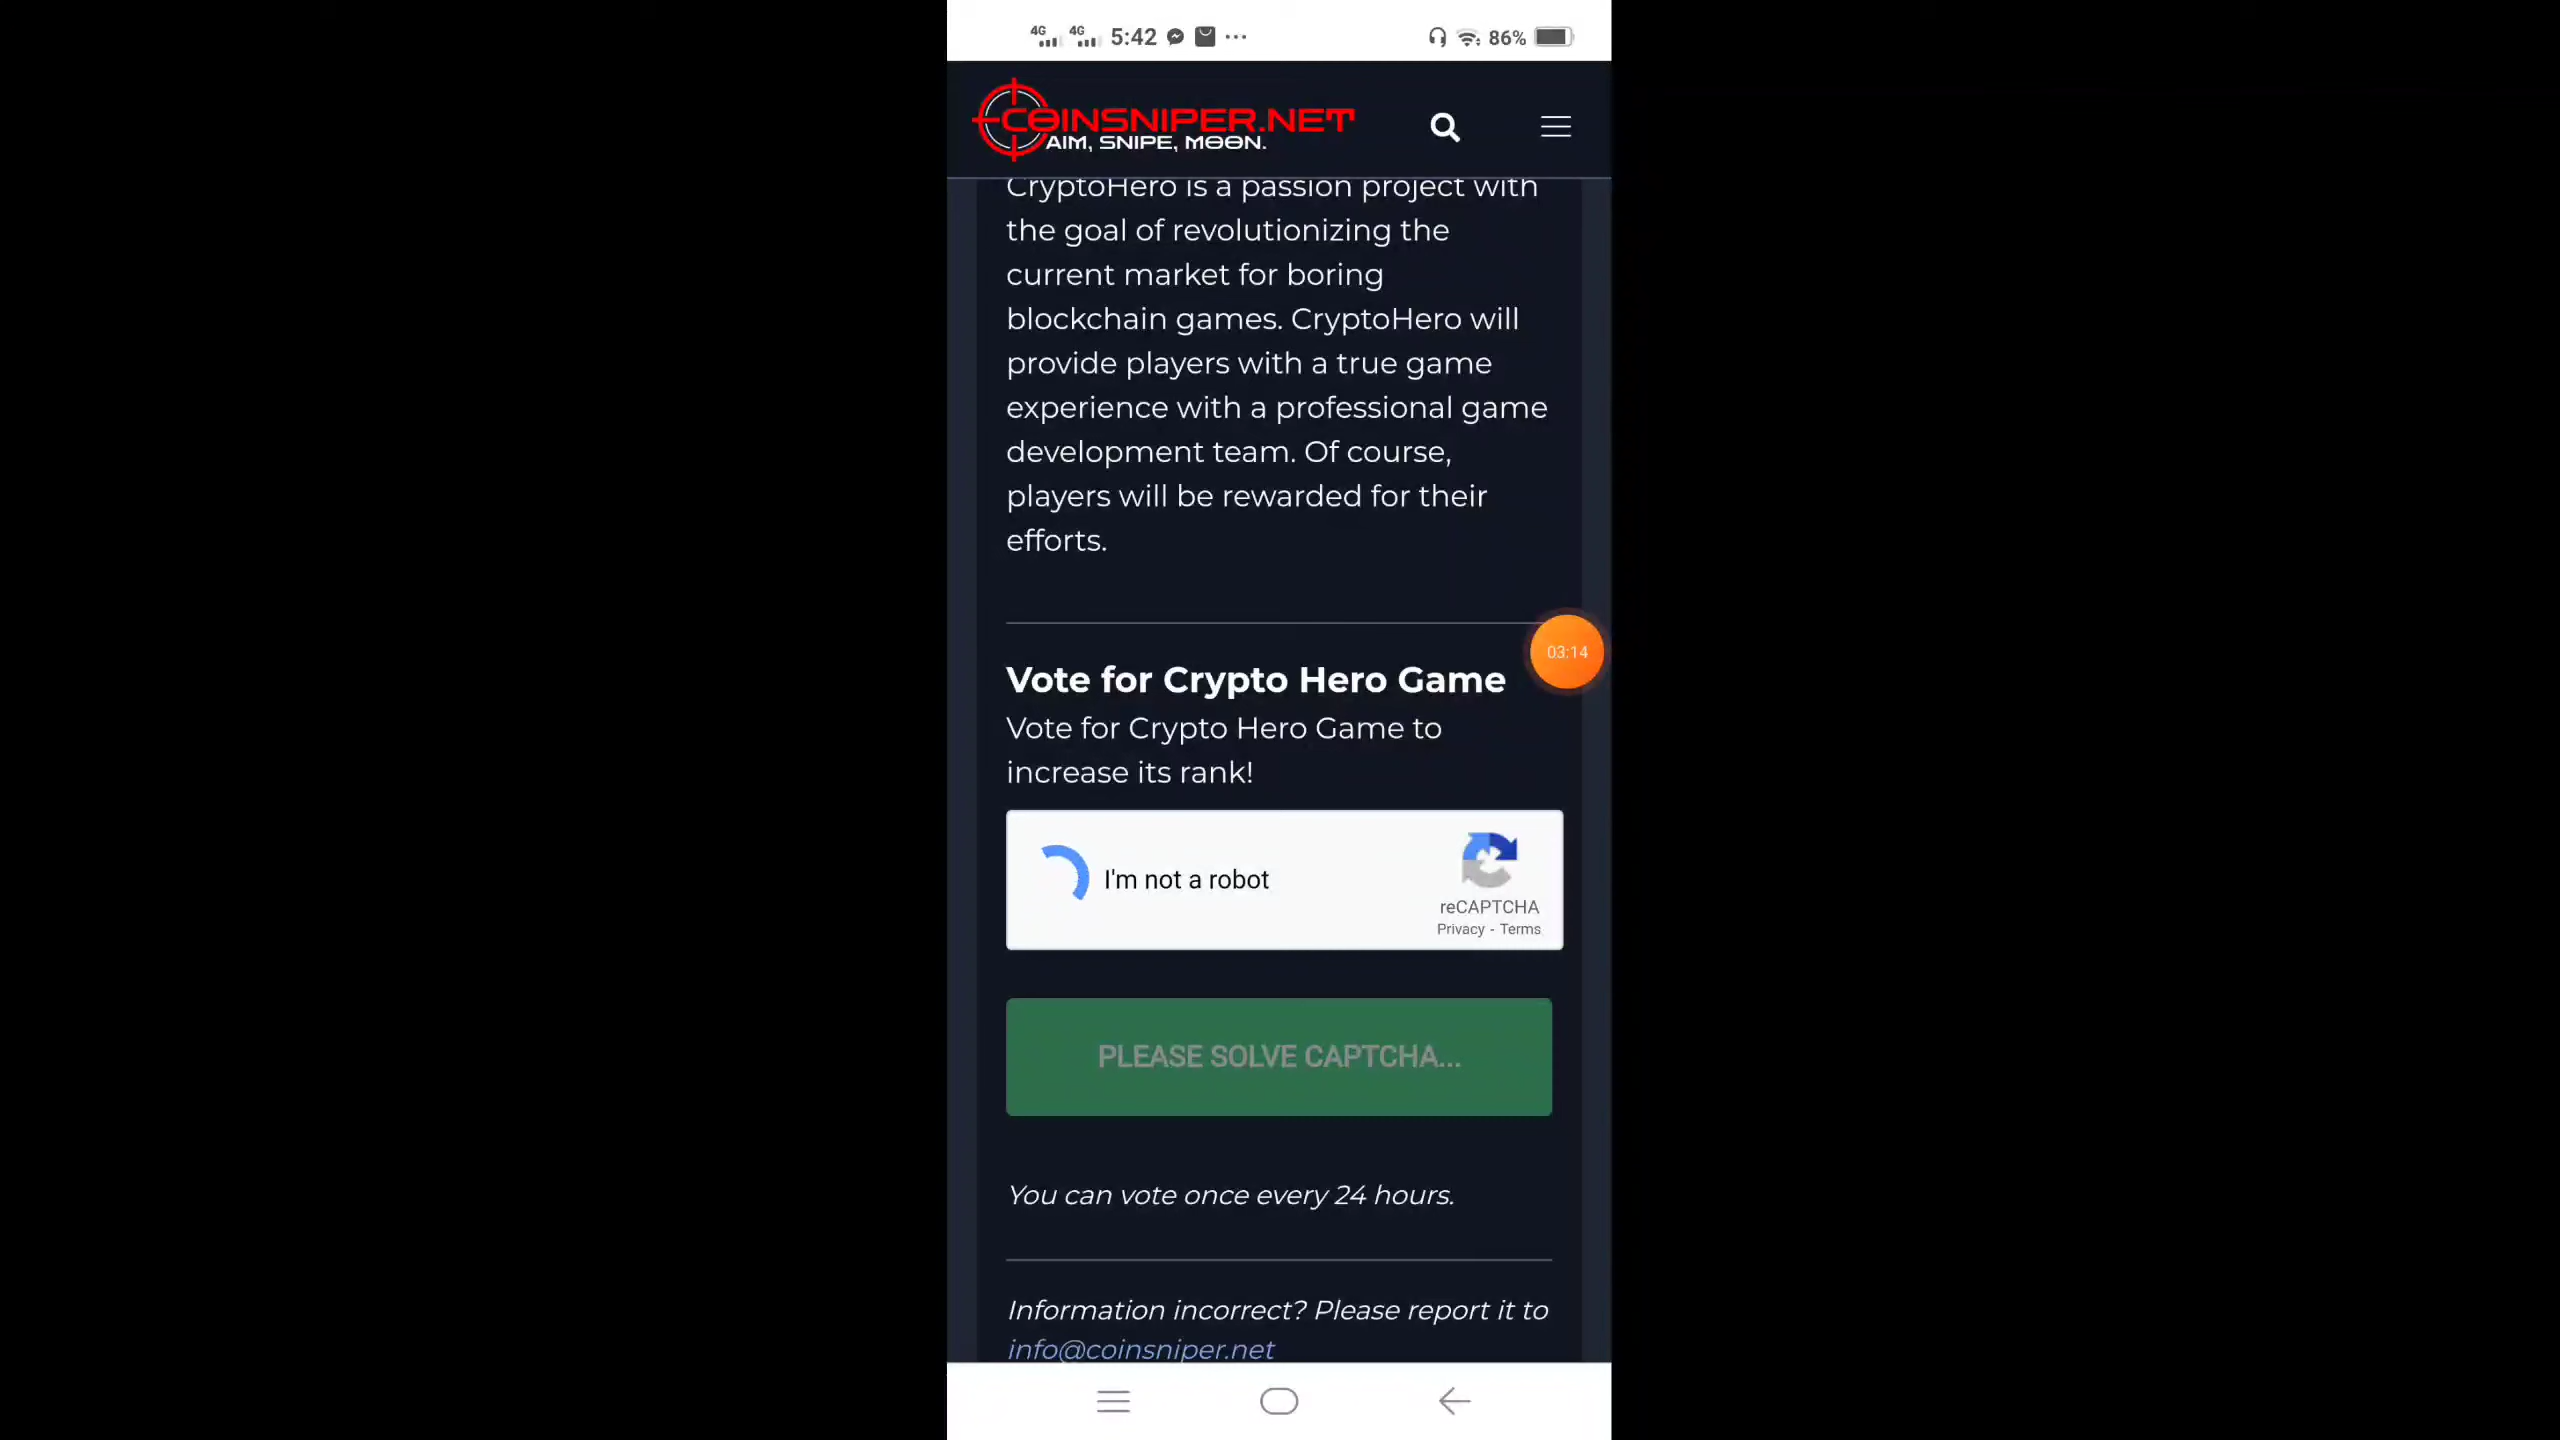 4G 4G 5:42 86%
COINSNIPER.NET
AIM, SNIPE, MOON.
CryptoHero is a passion project with
the goal of revolutionizing the
current market for boring
blockchain games. CryptoHero will
provide players with a true game
experience with a professional game
development team. Of course,
players will be rewarded for their
efforts.
03:14
Vote for Crypto Hero Game
Vote for Crypto Hero Game to
increase its rank!
I'm not a robot
reCAPTCHA
Privacy - Terms
PLEASE SOLVE CAPTCHA...
You can vote once every 24 hours.
Information incorrect? Please report it to
info@coinsniper.net